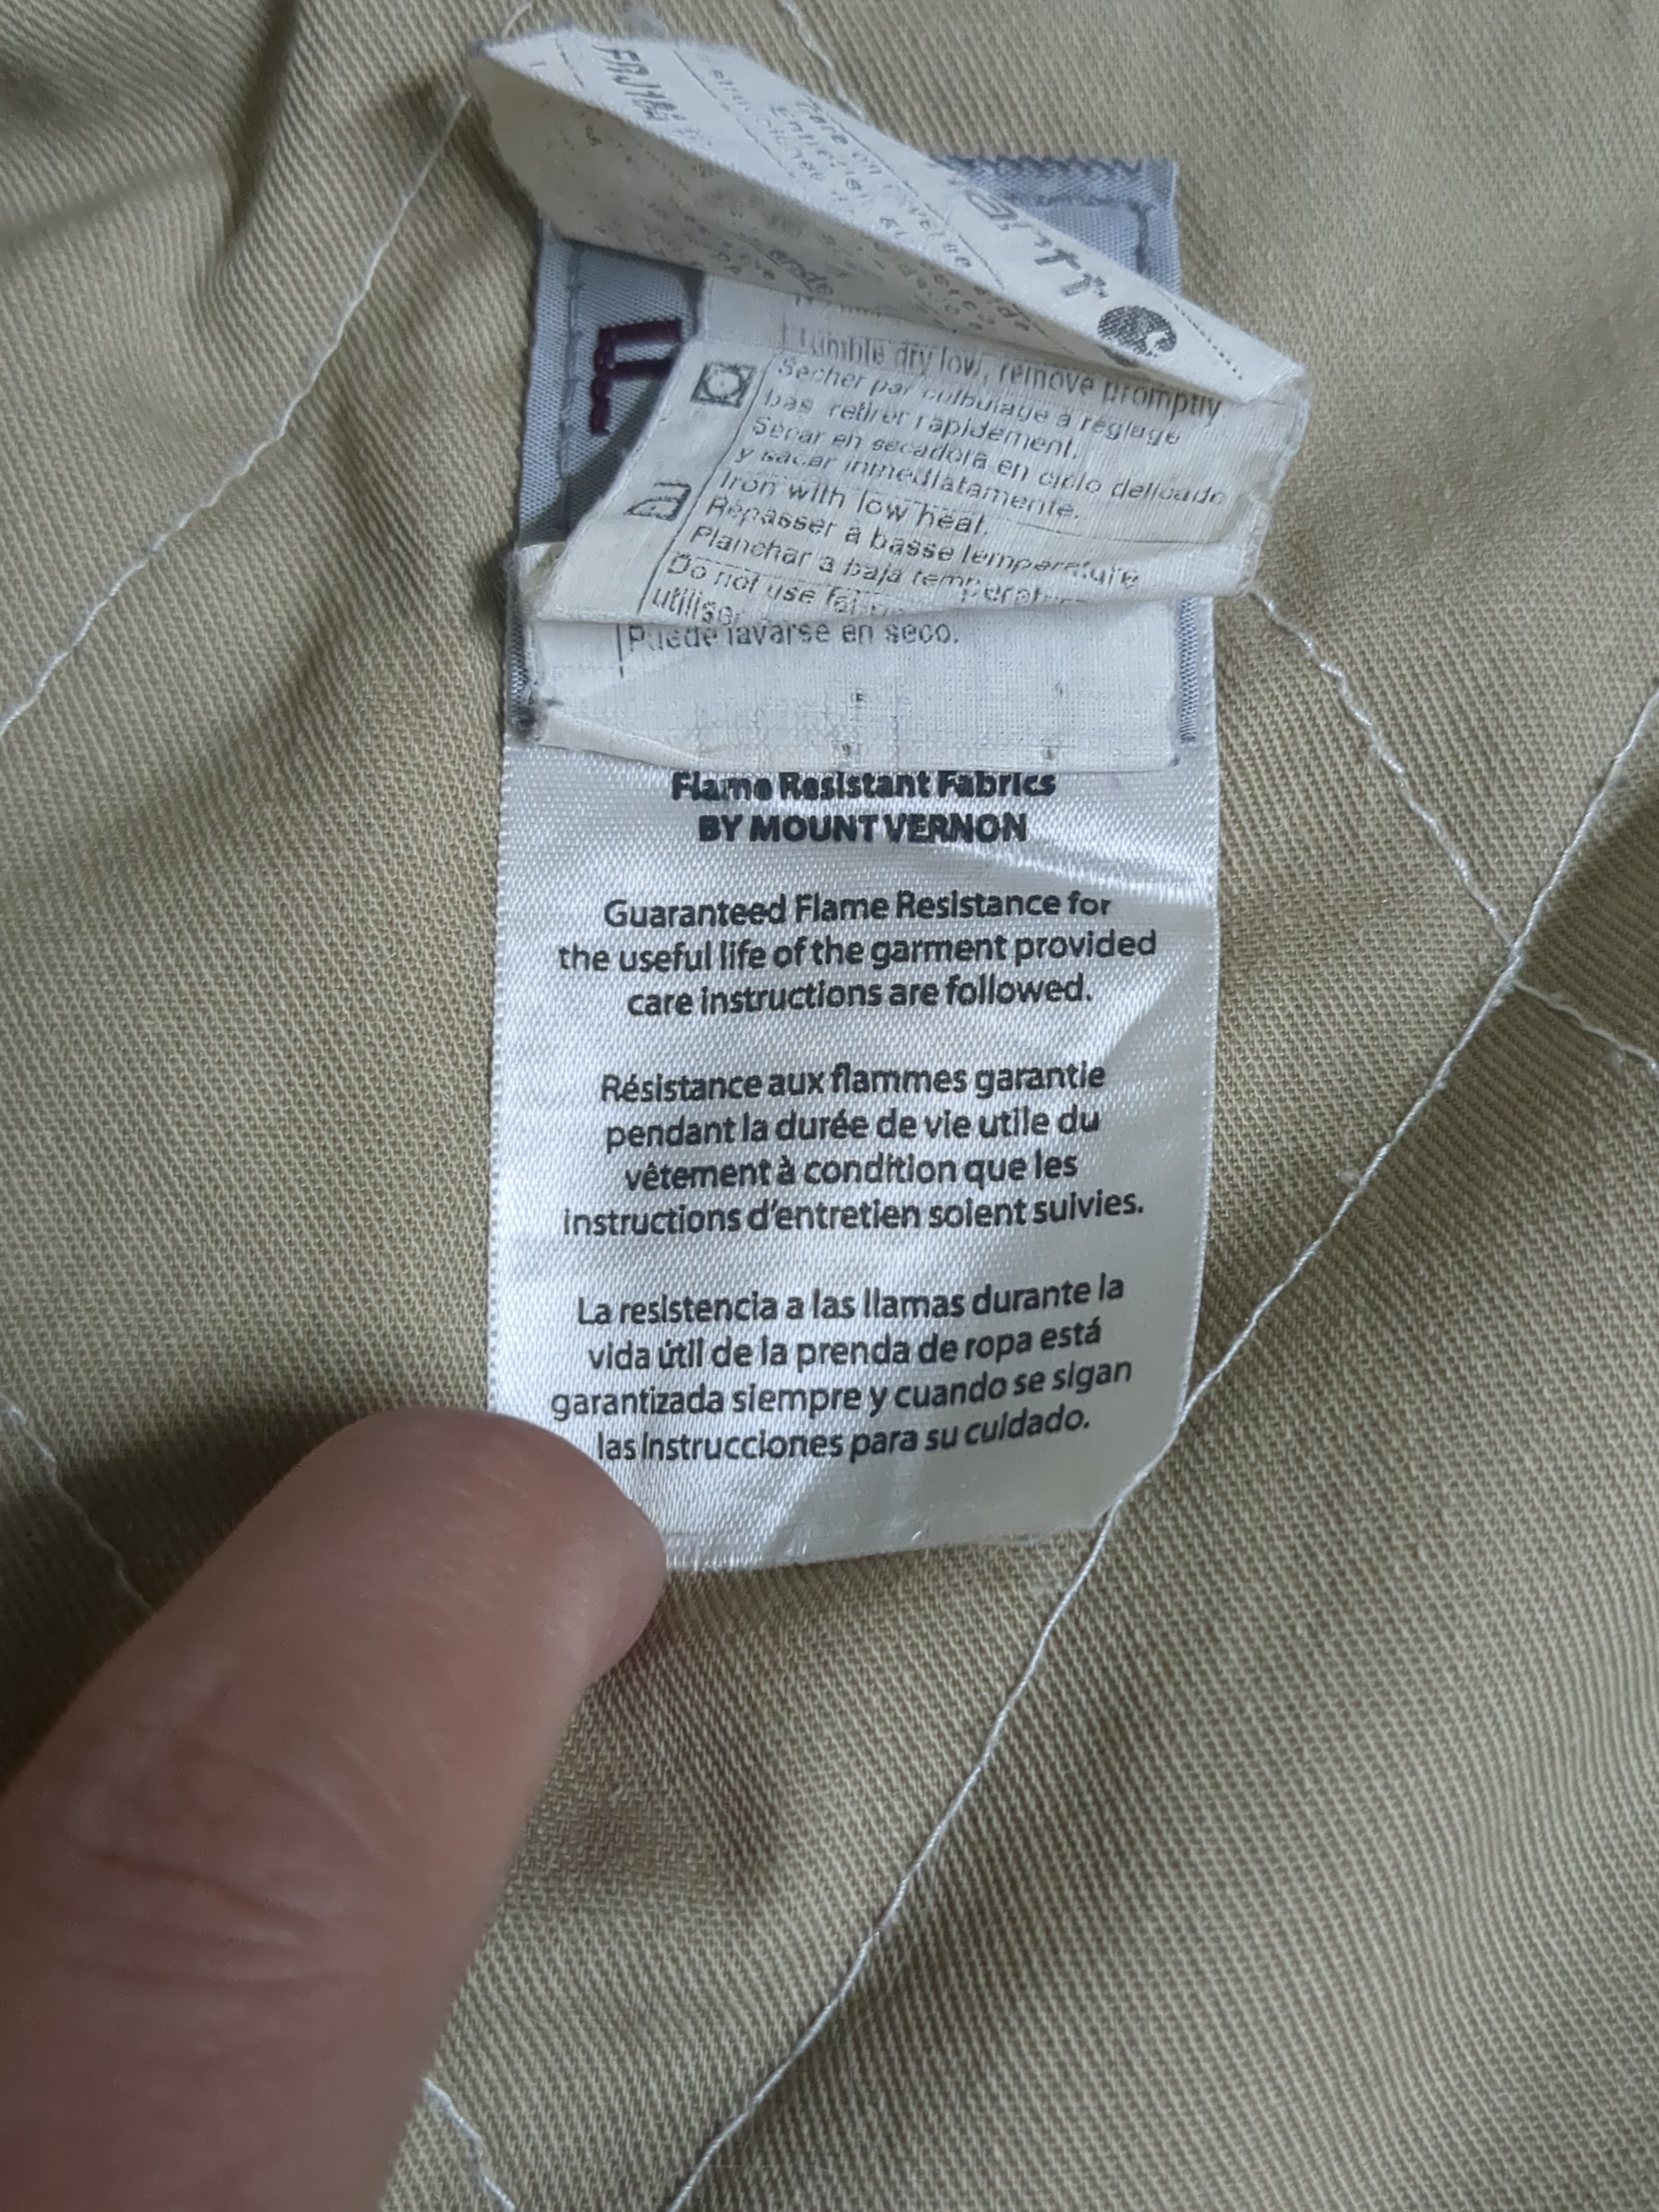 Tumble dry low, remove promptly
Sécher par culbutage à réglage
bas retirer rapidement.
Secar en secadora en ciclo delicado
y sacar inmediatamente.
Iron with low heat.
Repasser à basse temperature
Planchar a baja temperatura
Do not use
utiliser
Puede lavarse en seco.
Flame Resistant Fabrics
BY MOUNT VERNON
Guaranteed Flame Resistance for
the useful life of the garment provided
care instructions are followed.
Résistance aux flammes garantie
pendant la durée de vie utile du
vêtement à condition que les
instructions d'entretien soient suivies.
La resistencia a las llamas durante la
vida útil de la prenda de ropa está
garantizada siempre y cuando se sigan
las instrucciones para su cuidado.